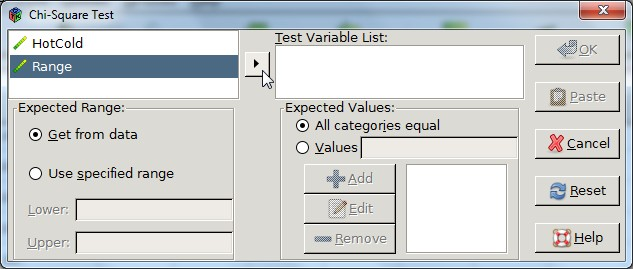 Chi-Square Test
HotCold
Range
Test Variable List:
OK
Paste
Cancel
Reset
Help
Expected Range:
Get from data
Use specified range
Lower:
Upper:
Expected Values:
All categories equal
Values
Add
Edit
Remove